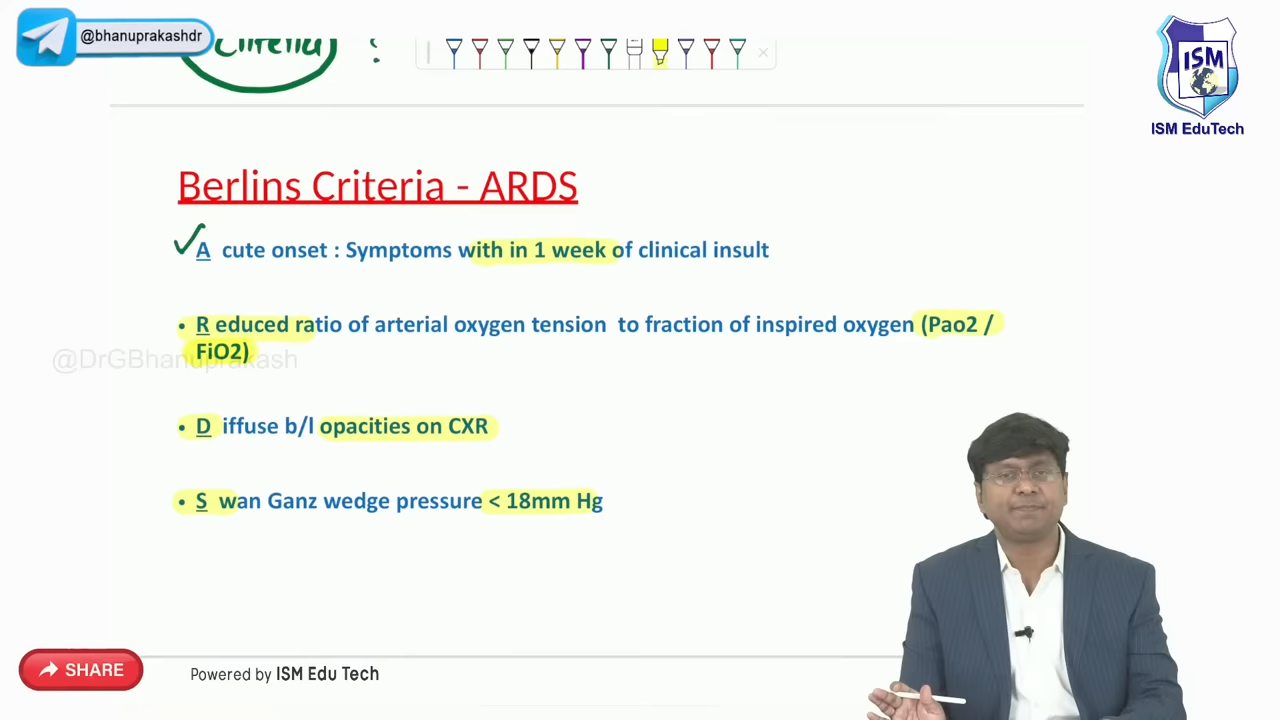 @bhanuprakashdr
Criteria) :
ISM
ISM EduTech
Berlins Criteria - ARDS
A cute onset : Symptoms with in 1 week of clinical insult
• R educed ratio of arterial oxygen tension to fraction of inspired oxygen (Pao2 /
FiO2)
@DrGBhanuprakash
• D iffuse b/l opacities on CXR
• S wan Ganz wedge pressure < 18mm Hg
SHARE
Powered by ISM Edu Tech